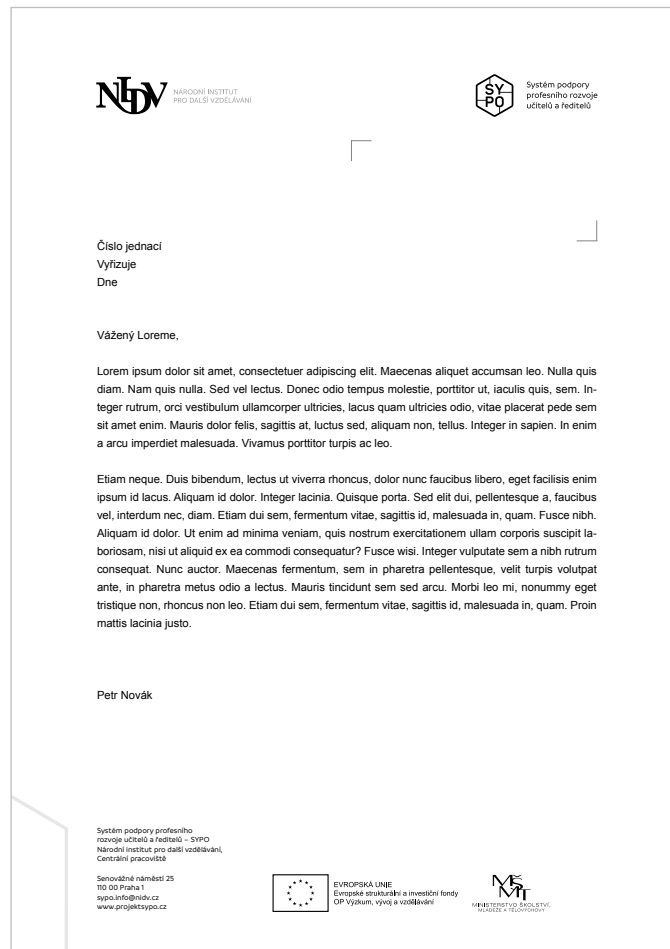 NIDV
NÁRODNÍ INSTITUT
PRO DALŠÍ VZDĚLÁVÁNÍ
SYPO
Systém podpory
profesního rozvoje
učitelů a ředitelů
Číslo jednací
Vyřizuje
Dne
Vážený Loreme,
Lorem ipsum dolor sit amet, consectetuer adipiscing elit. Maecenas aliquet accumsan leo. Nulla quis
diam. Nam quis nulla. Sed vel lectus. Donec odio tempus molestie, porttitor ut, iaculis quis, sem. In-
teger rutrum, orci vestibulum ullamcorper ultricies, lacus quam ultricies odio, vitae placerat pede sem
sit amet enim. Mauris dolor felis, sagittis at, luctus sed, aliquam non, tellus. Integer in sapien. In enim
a arcu imperdiet malesuada. Vivamus porttitor turpis ac leo.
Etiam neque. Duis bibendum, lectus ut viverra rhoncus, dolor nunc faucibus libero, eget facilisis enim
ipsum id lacus. Aliquam id dolor. Integer lacinia. Quisque porta. Sed elit dui, pellentesque a, faucibus
vel, interdum nec, diam. Etiam dui sem, fermentum vitae, sagittis id, malesuada in, quam. Fusce nibh.
Aliquam id dolor. Ut enim ad minima veniam, quis nostrum exercitationem ullam corporis suscipit la-
boriosam, nisi ut aliquid ex ea commodi consequatur? Fusce wisi. Integer vulputate sem a nibh rutrum
consequat. Nunc auctor. Maecenas fermentum, sem in pharetra pellentesque, velit turpis volutpat
ante, in pharetra metus odio a lectus. Mauris tincidunt sem sed arcu. Morbi leo mi, nonummy eget
tristique non, rhoncus non leo. Etiam dui sem, fermentum vitae, sagittis id, malesuada in, quam. Proin
mattis lacinia justo.
Petr Novák
Systém podpory profesního
rozvoje učitelů a ředitelů – SYPO
Národní institut pro další vzdělávání,
Centrální pracoviště
Senovážné náměstí 25
110 00 Praha 1
sypo.info@nidv.cz
www.projektsypo.cz
EVROPSKÁ UNIE
Evropské strukturální a investiční fondy
OP Výzkum, vývoj a vzdělávání
MŠMT
MINISTERSTVO ŠKOLSTVÍ,
MLÁDEŽE A TĚLOVÝCHOVY